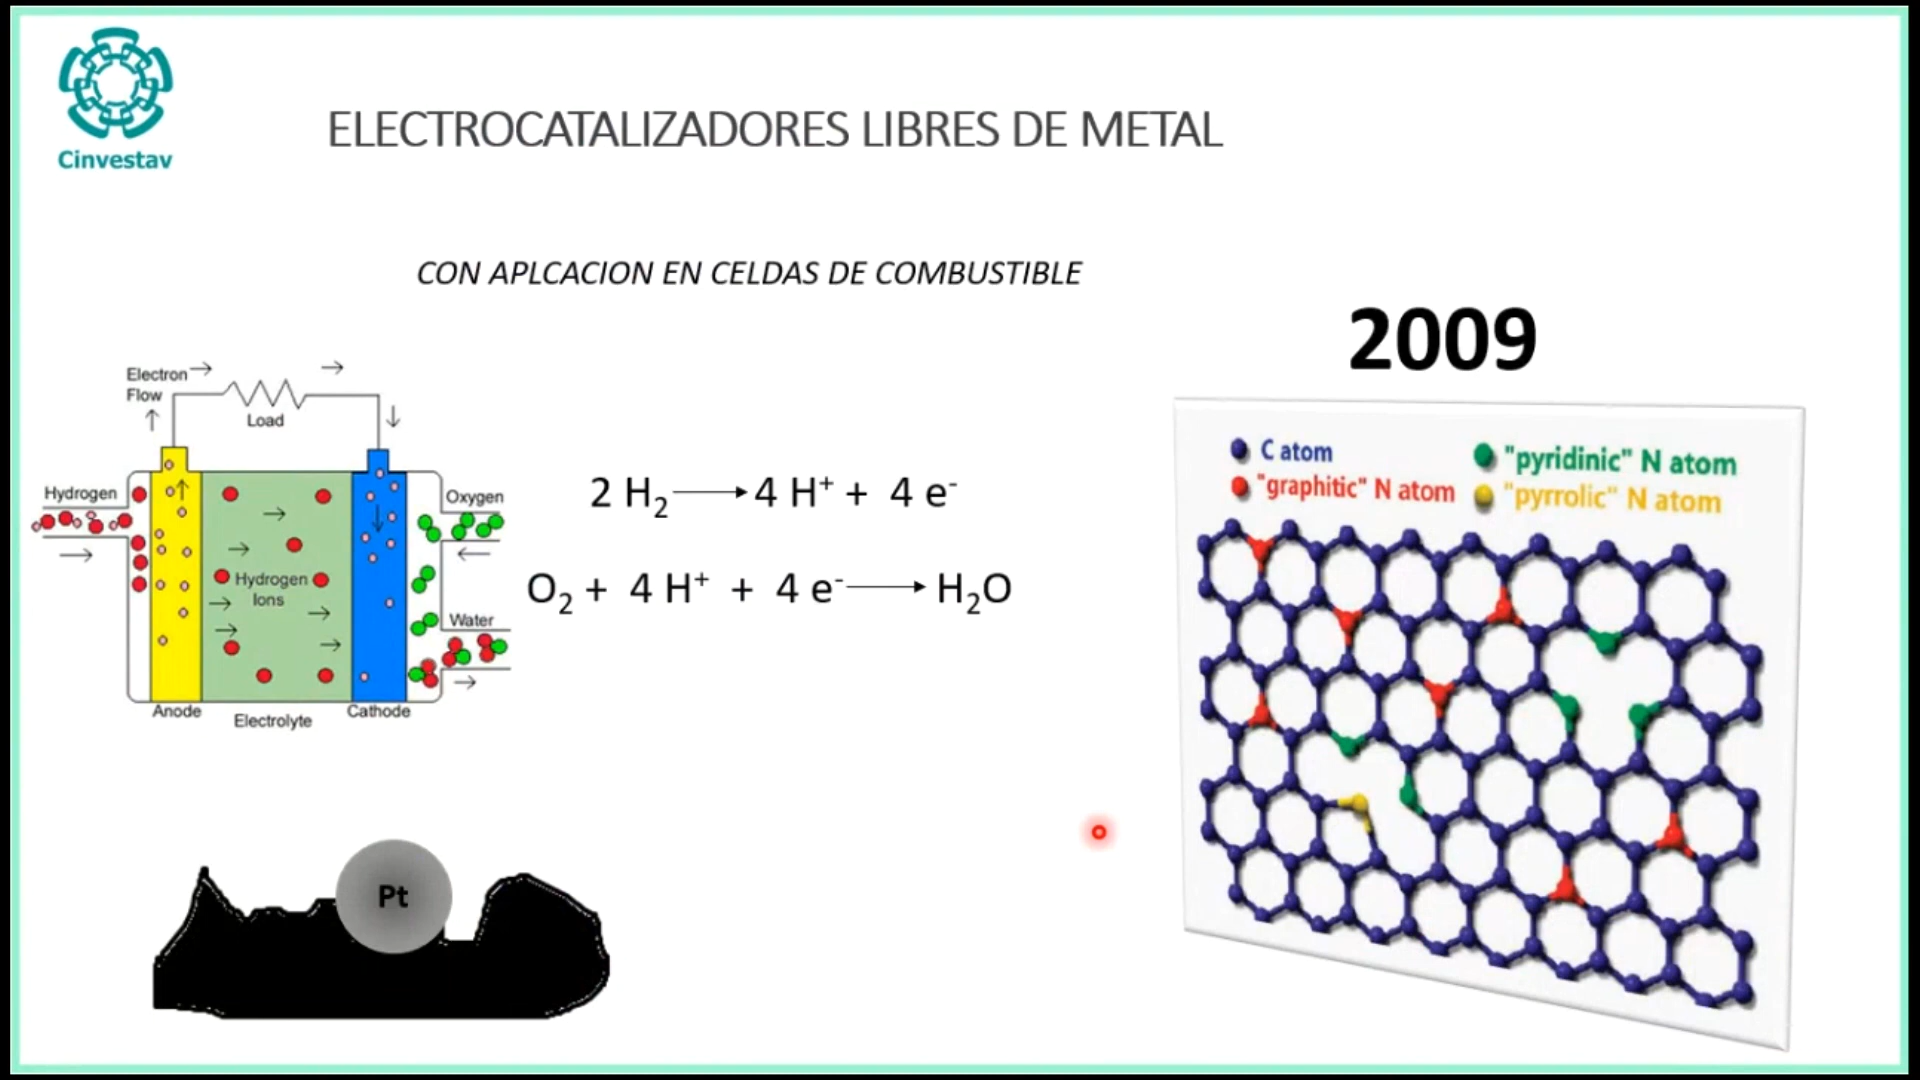 Cinvestav
ELECTROCATALIZADORES LIBRES DE METAL
CON APLCACION EN CELDAS DE COMBUSTIBLE
2009
Electron
Flow
Load
Hydrogen
Oxygen
Hydrogen
Ions
Water
Anode
Electrolyte
Cathode
2 H₂ → 4 H⁺ + 4 e⁻
O₂ + 4 H⁺ + 4 e⁻ → H₂O
Pt
C atom
"pyridinic" N atom
"graphitic" N atom
"pyrrolic" N atom